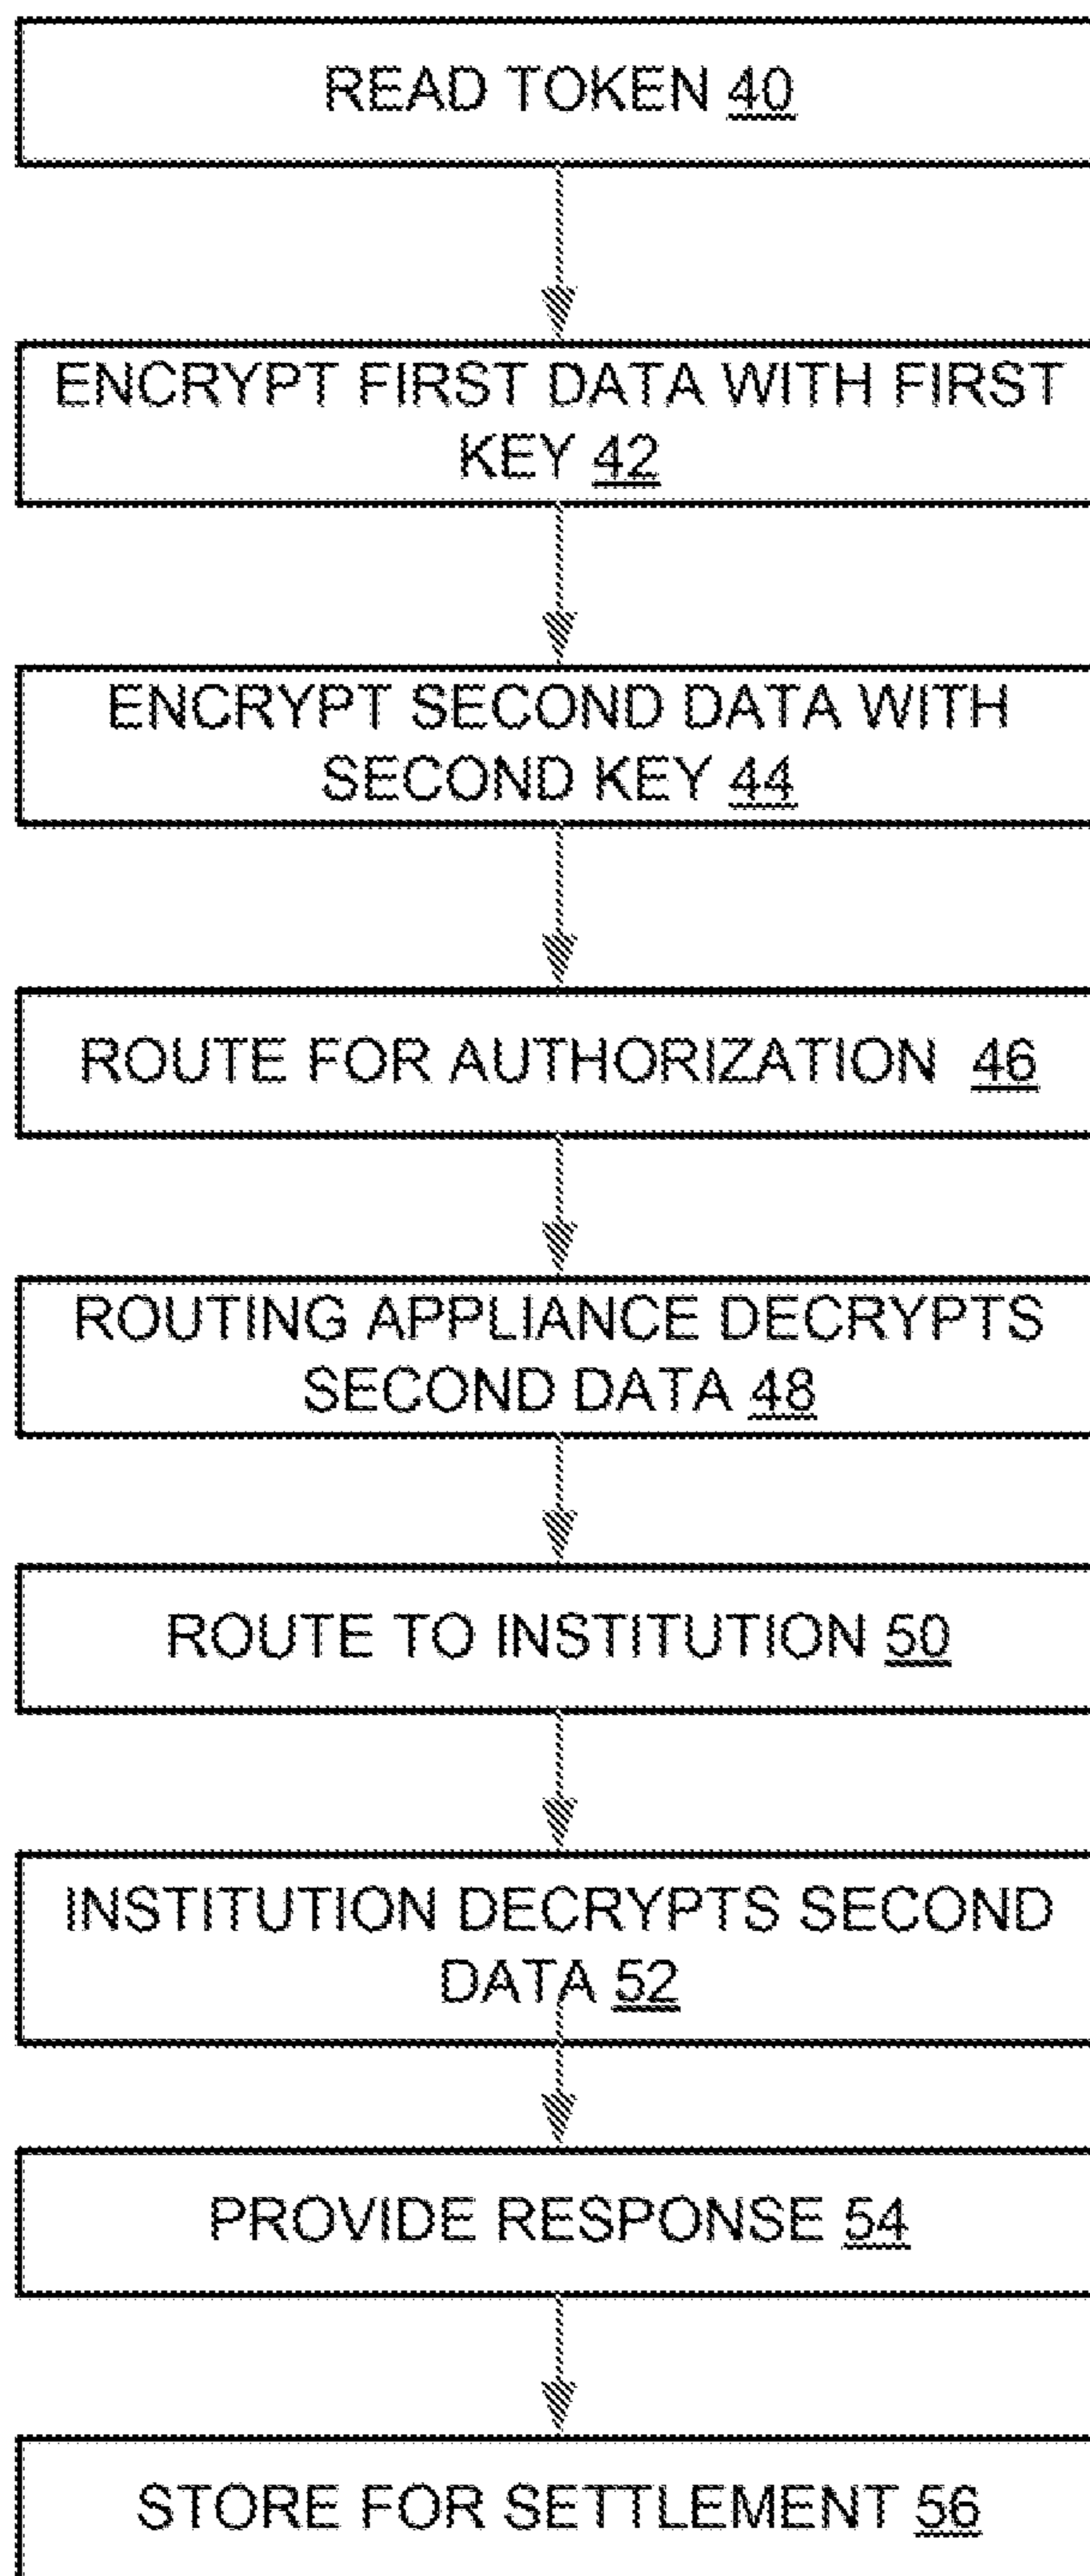 READ TOKEN 40
ENCRYPT FIRST DATA WITH FIRST
KEY 42
ENCRYPT SECOND DATA WITH
SECOND KEY 44
ROUTE FOR AUTHORIZATION 46
ROUTING APPLIANCE DECRYPTS
SECOND DATA 48
ROUTE TO INSTITUTION 50
INSTITUTION DECRYPTS SECOND
DATA 52
PROVIDE RESPONSE 54
STORE FOR SETTLEMENT 56